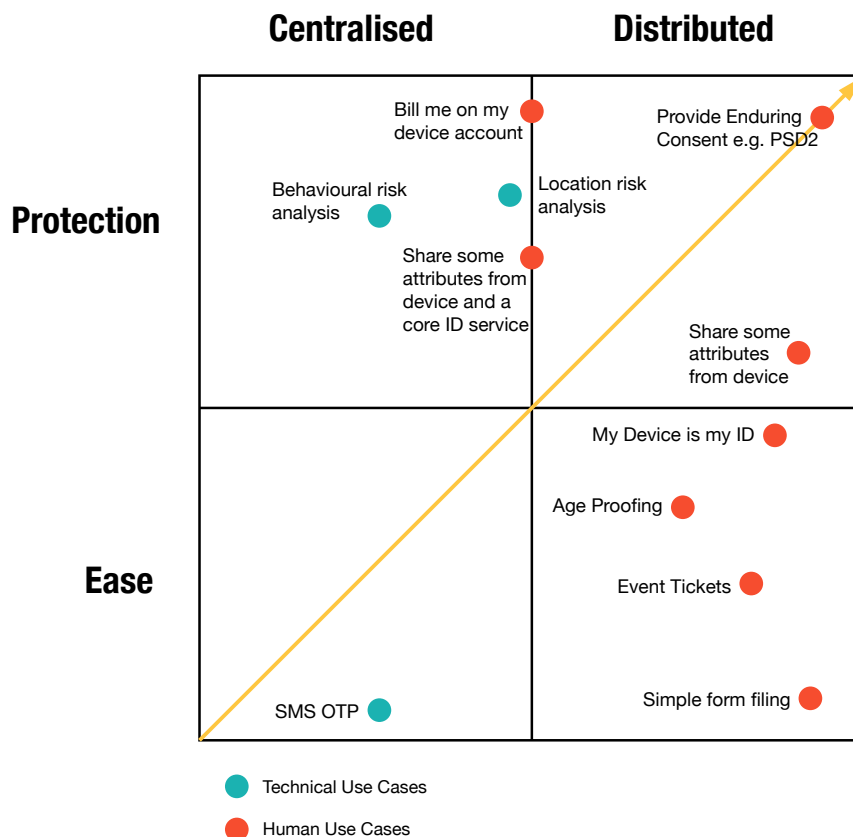 Centralised
Distributed
Bill me on my
device account
Provide Enduring
Consent e.g. PSD2
Behavioural risk
analysis
Location risk
analysis
Protection
Share some
attributes from
device and a
core ID service
Share some
attributes
from device
My Device is my ID
Age Proofing
Ease
Event Tickets
Simple form filing
SMS OTP
Technical Use Cases
Human Use Cases